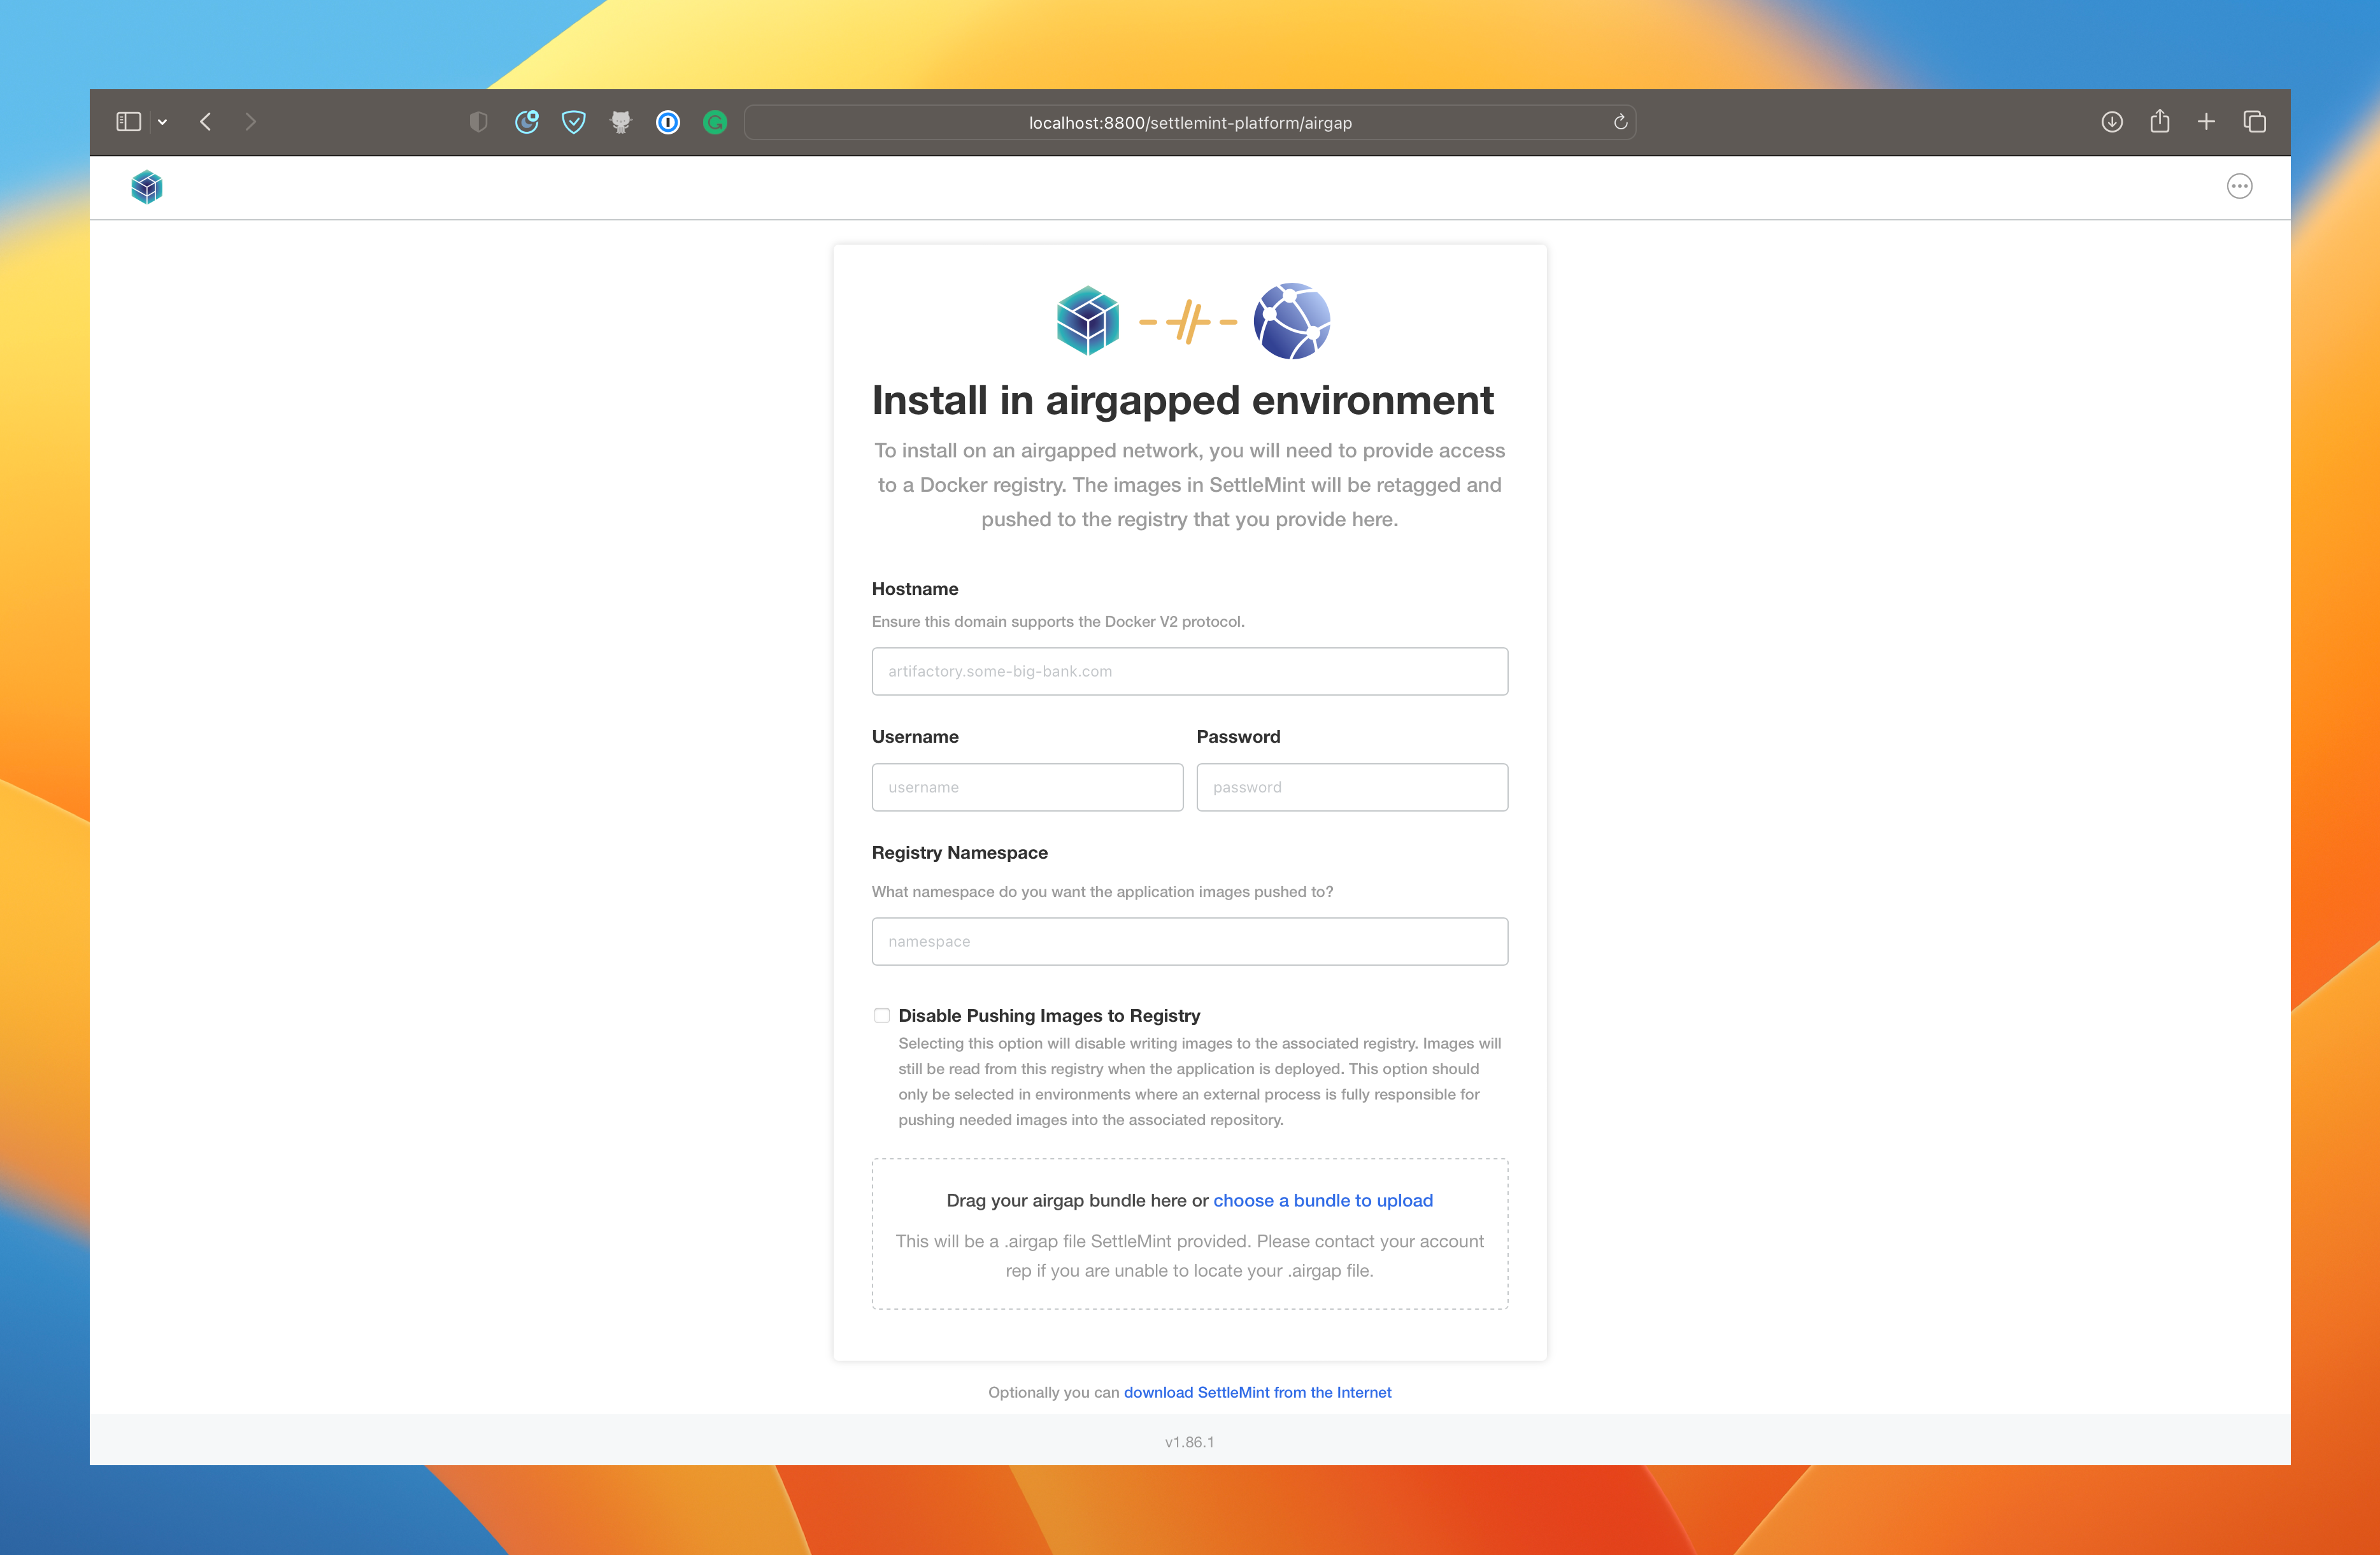 localhost:8800/settlemint-platform/airgap
Install in airgapped environment
To install on an airgapped network, you will need to provide access
to a Docker registry. The images in SettleMint will be retagged and
pushed to the registry that you provide here.
Hostname
Ensure this domain supports the Docker V2 protocol.
artifactory.some-big-bank.com
Username Password
username password
Registry Namespace
What namespace do you want the application images pushed to?
namespace
Disable Pushing Images to Registry
Selecting this option will disable writing images to the associated registry. Images will
still be read from this registry when the application is deployed. This option should
only be selected in environments where an external process is fully responsible for
pushing needed images into the associated repository.
Drag your airgap bundle here or choose a bundle to upload
This will be a .airgap file SettleMint provided. Please contact your account
rep if you are unable to locate your .airgap file.
Optionally you can download SettleMint from the Internet
v1.86.1